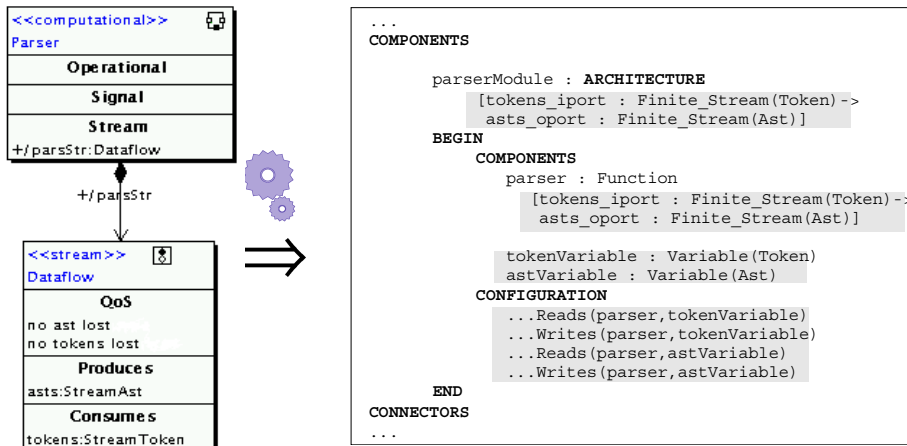 <<computational>>
Parser
Operational
Signal
Stream
+/parsStr:Dataflow
+/parsStr
<<stream>>
Dataflow
QoS
no ast lost
no tokens lost
Produces
asts:StreamAst
Consumes
tokens:StreamToken
...
COMPONENTS
parserModule : ARCHITECTURE
[tokens_iport : Finite_Stream(Token)->
asts_oport : Finite_Stream(Ast)]
BEGIN
COMPONENTS
parser : Function
[tokens_iport : Finite_Stream(Token)->
asts_oport : Finite_Stream(Ast)]
tokenVariable : Variable(Token)
astVariable : Variable(Ast)
CONFIGURATION
...Reads(parser,tokenVariable)
...Writes(parser,tokenVariable)
...Reads(parser,astVariable)
...Writes(parser,astVariable)
END
CONNECTORS
...